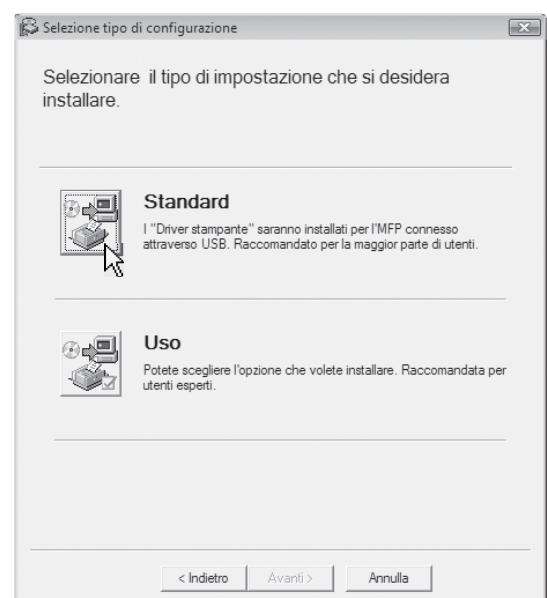 Selezione tipo di configurazione
Selezionare il tipo di impostazione che si desidera
installare.
Standard
I "Driver stampante" saranno installati per l'MFP connesso
attraverso USB. Raccomandato per la maggior parte di utenti.
Uso
Potete scegliere l'opzione che volete installare. Raccomandata per
utenti esperti.
< Indietro
Avanti >
Annulla